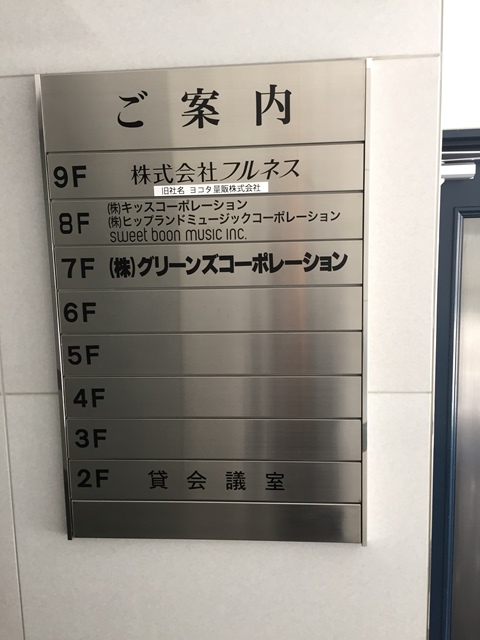 ご案内
9F 株式会社フルネス
旧社名 ヨコタ量販株式会社
8F (株)キッスコーポレーション
(株)ヒップランドミュージックコーポレーション
sweet boon music inc.
7F (株)グリーンズコーポレーション
6F
5F
4F
3F
2F 貸会議室